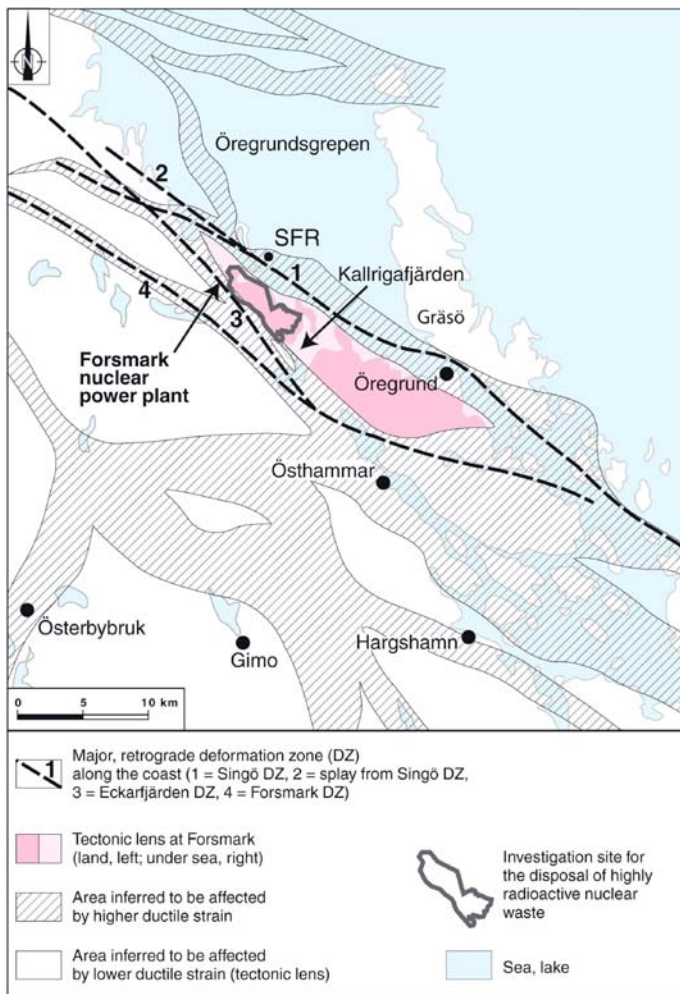 N
Öregrundsgrepen
2
SFR
1
Kallrigafjärden
4
3
Gräsö
Forsmark
nuclear
power plant
Öregrund
Östhammar
Österbybruk
Gimo
Hargshamn
0 5 10 km
1
Major, retrograde deformation zone (DZ)
along the coast (1 = Singö DZ, 2 = splay from Singö DZ,
3 = Eckarfjärden DZ, 4 = Forsmark DZ)
Tectonic lens at Forsmark
(land, left; under sea, right)
Area inferred to be affected
by higher ductile strain
Area inferred to be affected
by lower ductile strain (tectonic lens)
Investigation site for
the disposal of highly
radioactive nuclear
waste
Sea, lake